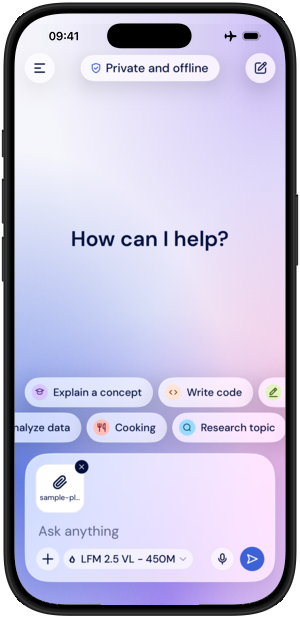 09:41
Private and offline
How can I help?
Explain a concept
Write code
nalyze data
Cooking
Research topic
sample-pl...
Ask anything
LFM 2.5 VL - 450M